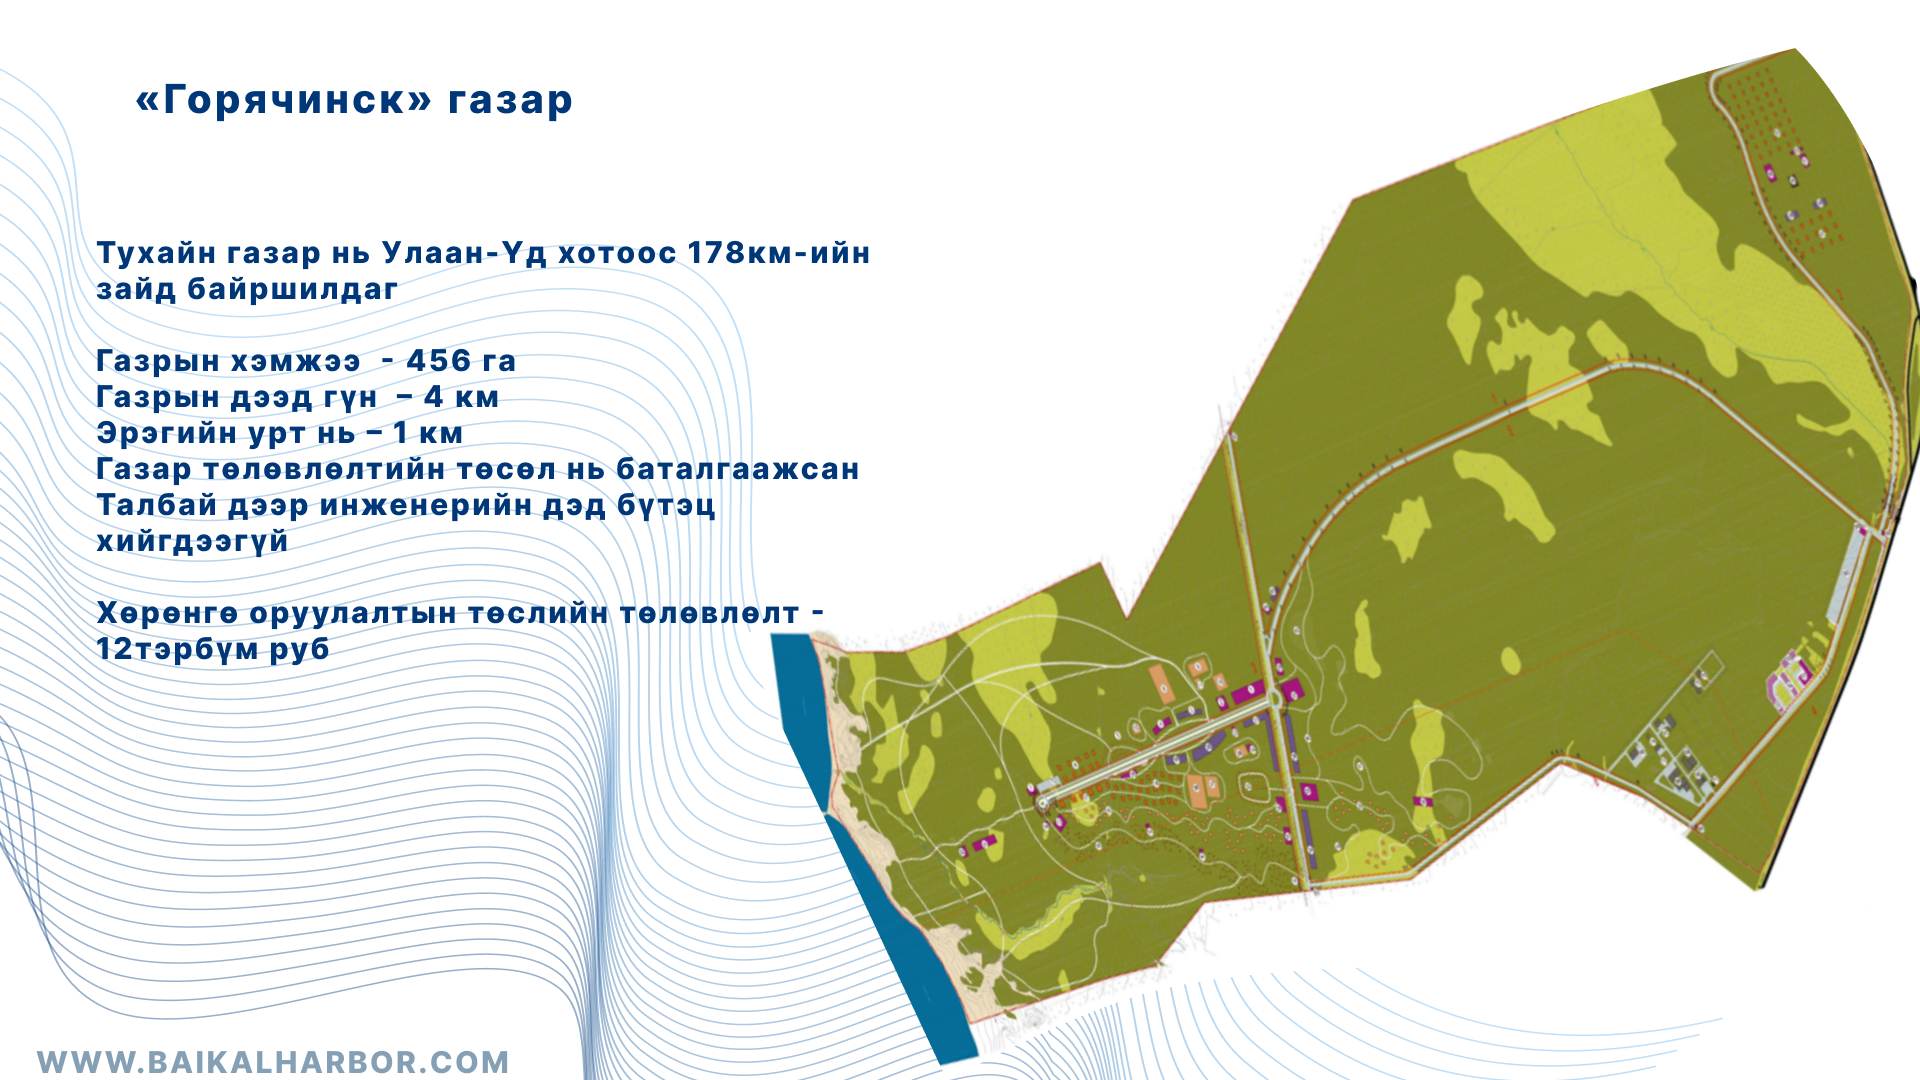 «Горячинск» газар
Тухайн газар нь Улаан-Үд хотоос 178км-ийн
зайд байршилдаг
Газрын хэмжээ - 456 га
Газрын дээд гүн – 4 км
Эрэгийн урт нь – 1 км
Газар төлөвлөлтийн төсөл нь баталгаажсан
Талбай дээр инженерийн дэд бүтэц
хийгдээгүй
Хөрөнгө оруулалтын төслийн төлөвлөлт -
12тэрбүм руб
WWW.BAIKALHARBOR.COM